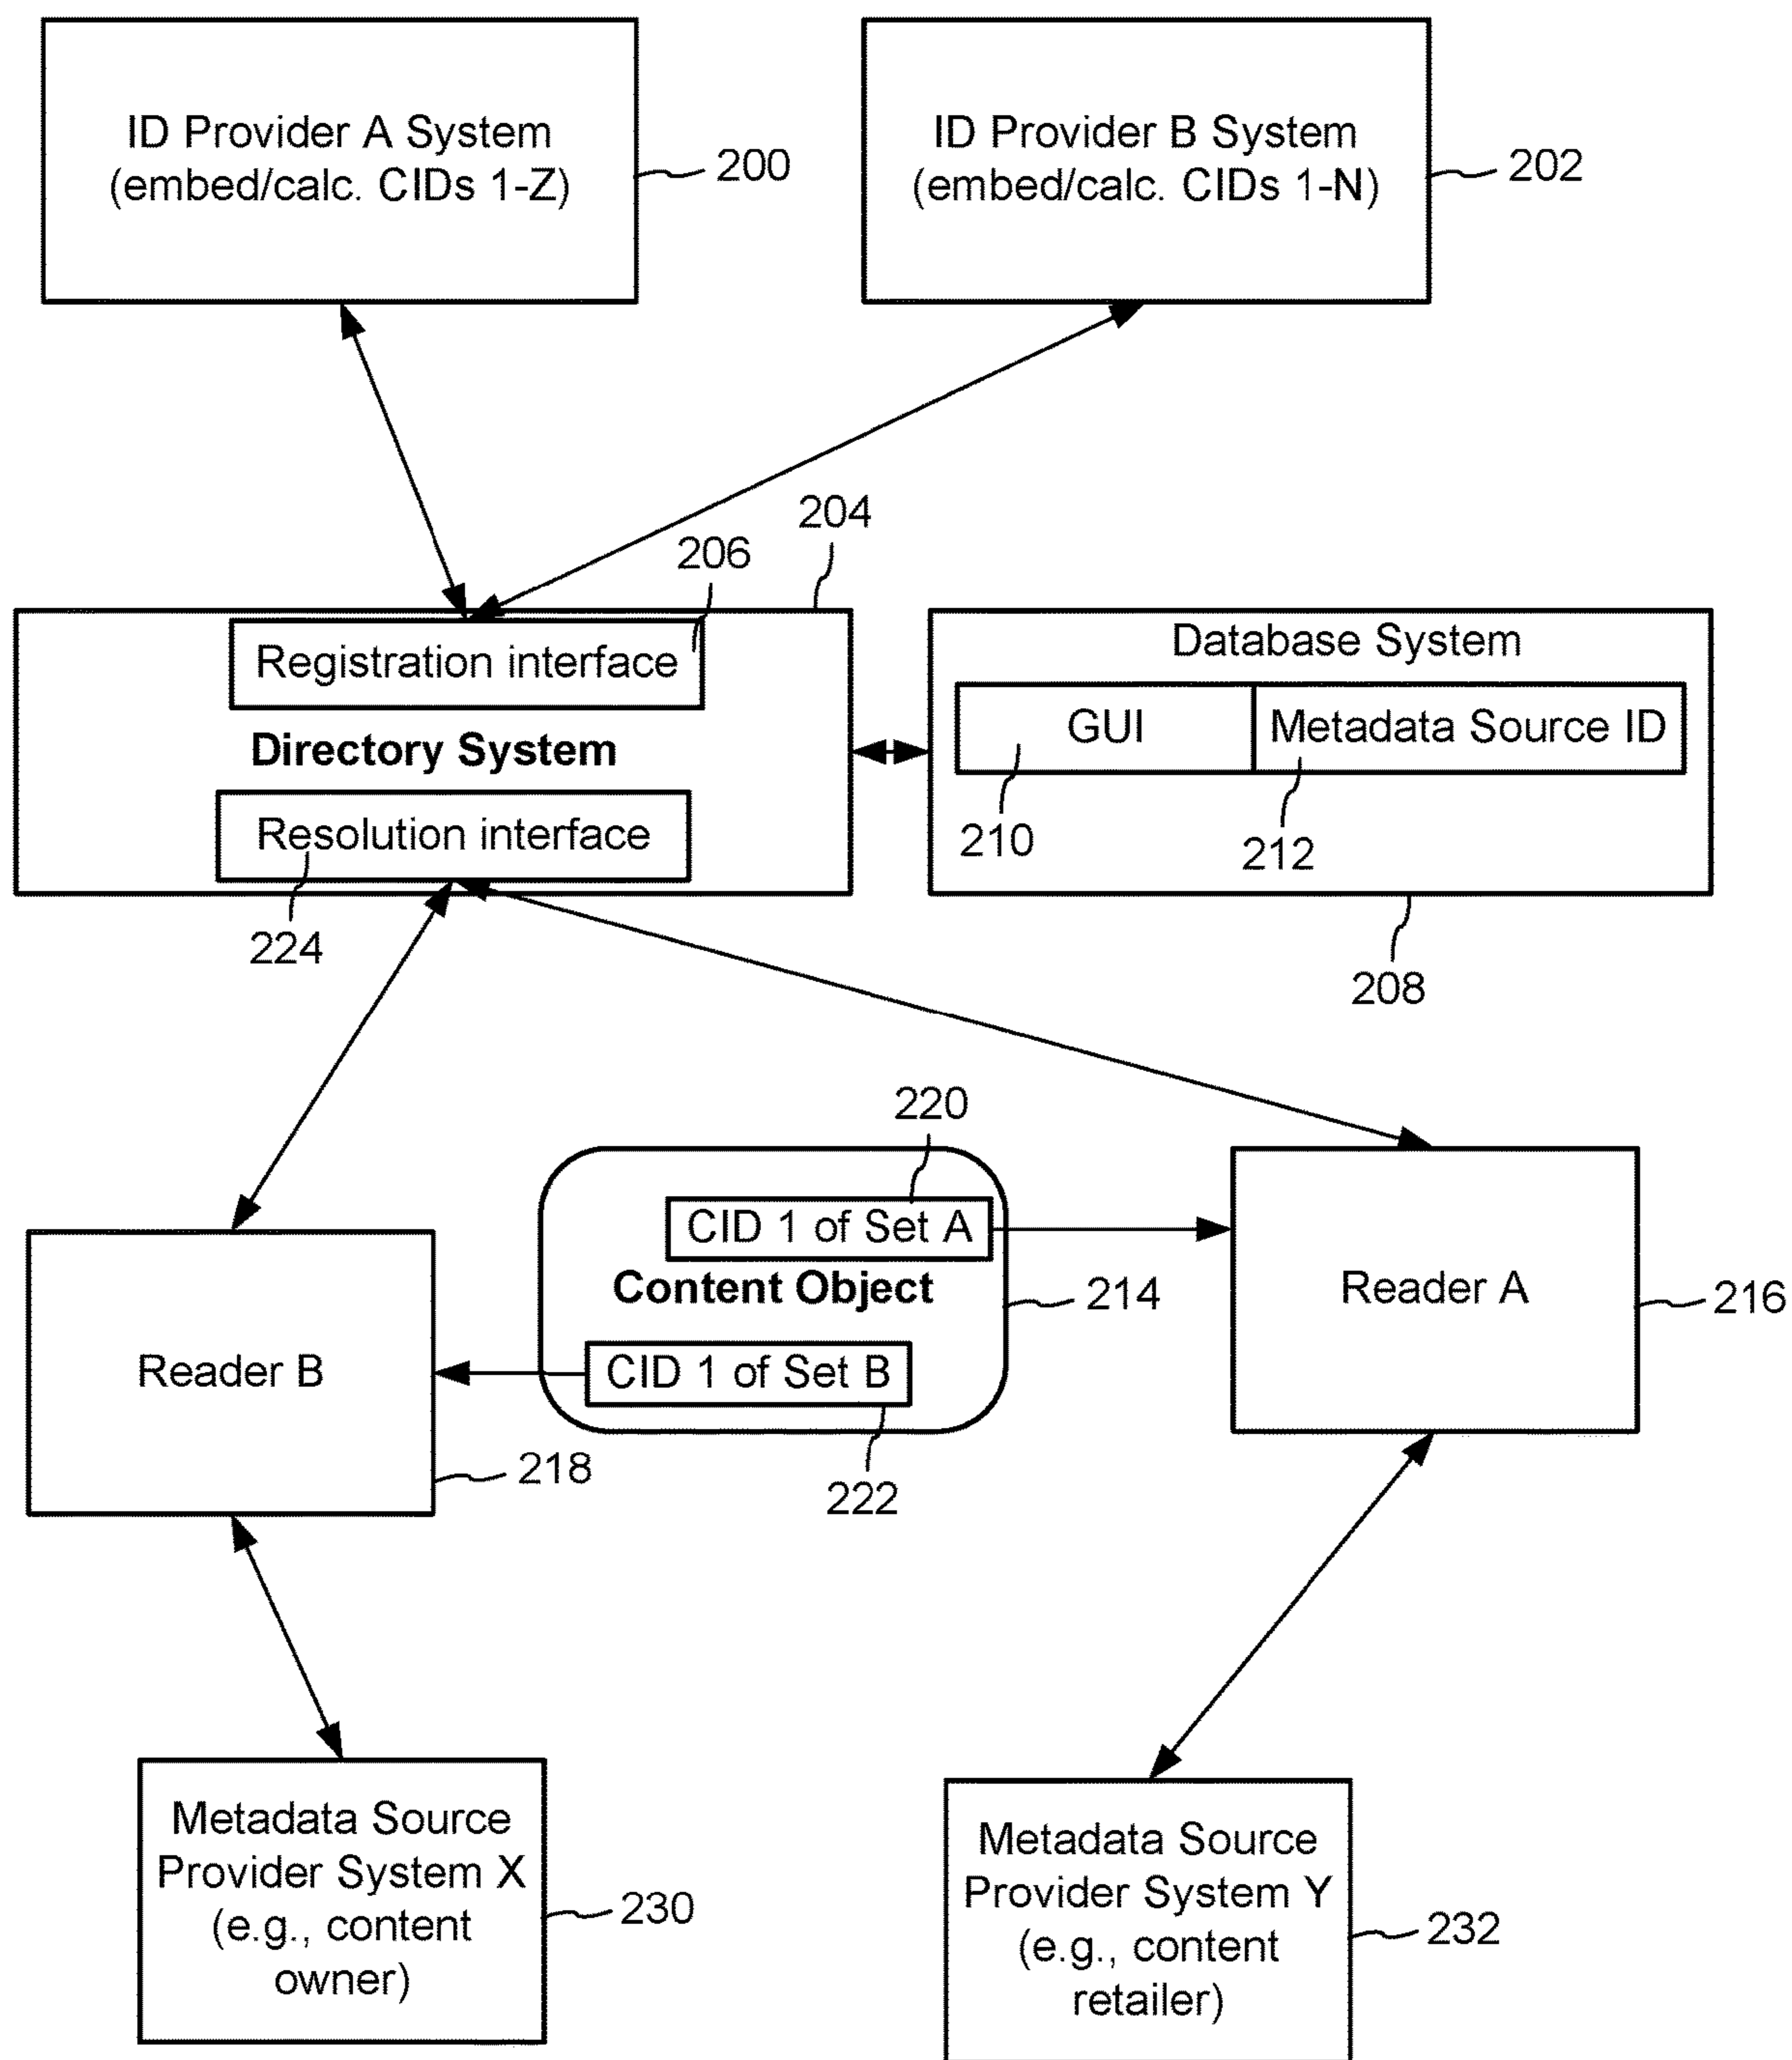 ID Provider A System
(embed/calc. CIDs 1-Z)
200
ID Provider B System
(embed/calc. CIDs 1-N)
202
204
206
Registration interface
Directory System
Resolution interface
224
Database System
GUI
Metadata Source ID
210
212
208
220
CID 1 of Set A
Content Object
214
CID 1 of Set B
222
Reader A
216
Reader B
218
Metadata Source
Provider System X
(e.g., content
owner)
230
Metadata Source
Provider System Y
(e.g., content
retailer)
232